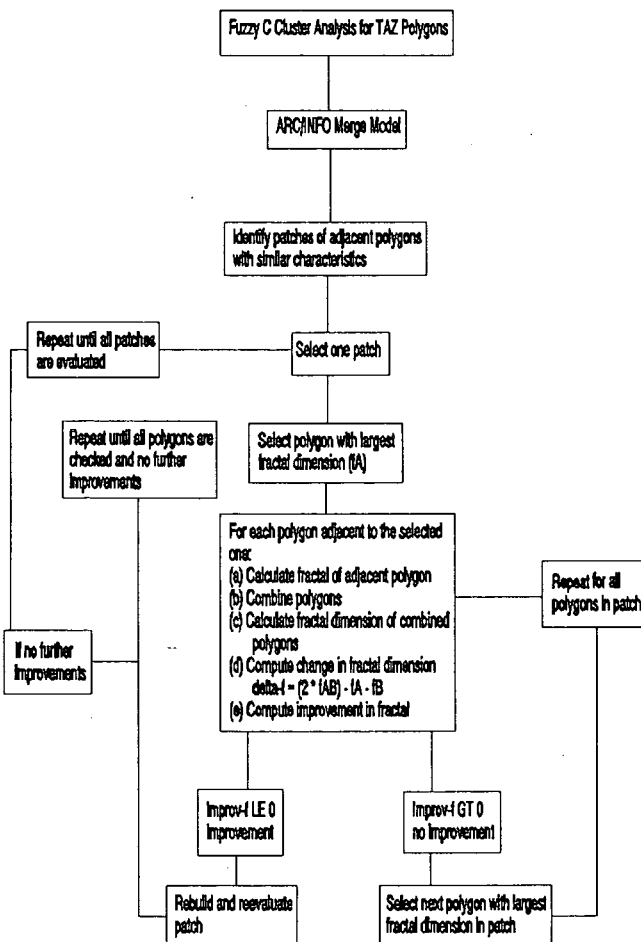 Fuzzy C Cluster Analysis for TAZ Polygons
ARC/INFO Merge Model
Identify patches of adjacent polygons
with similar characteristics
Repeat until all patches
are evaluated
Select one patch
Repeat until all polygons are
checked and no further
improvements
Select polygon with largest
fractal dimension (fA)
For each polygon adjacent to the selected
one:
(a) Calculate fractal of adjacent polygon
(b) Combine polygons
(c) Calculate fractal dimension of combined
polygons
(d) Compute change in fractal dimension
delta-f = (2 * fAB) - fA - fB
(e) Compute improvement in fractal
Repeat for all
polygons in patch
If no further
improvements
Improv-f LE 0
improvement
Improv-f GT 0
no improvement
Rebuild and reevaluate
patch
Select next polygon with largest
fractal dimension in patch